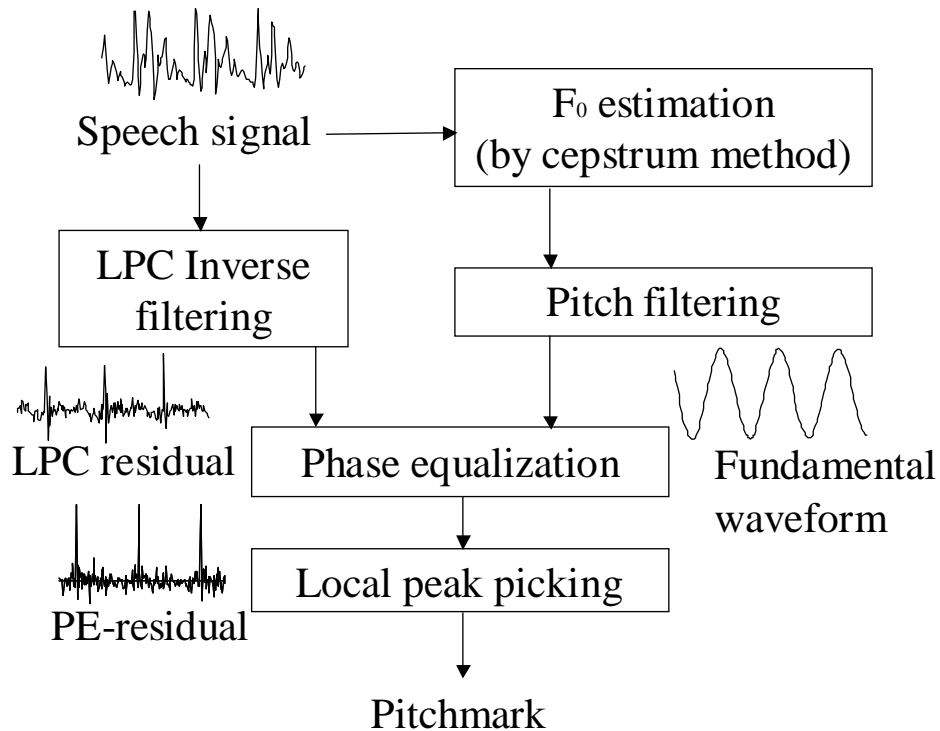 Speech signal
F₀ estimation
(by cepstrum method)
LPC Inverse
filtering
Pitch filtering
LPC residual
Phase equalization
Fundamental
waveform
Local peak picking
PE-residual
Pitchmark